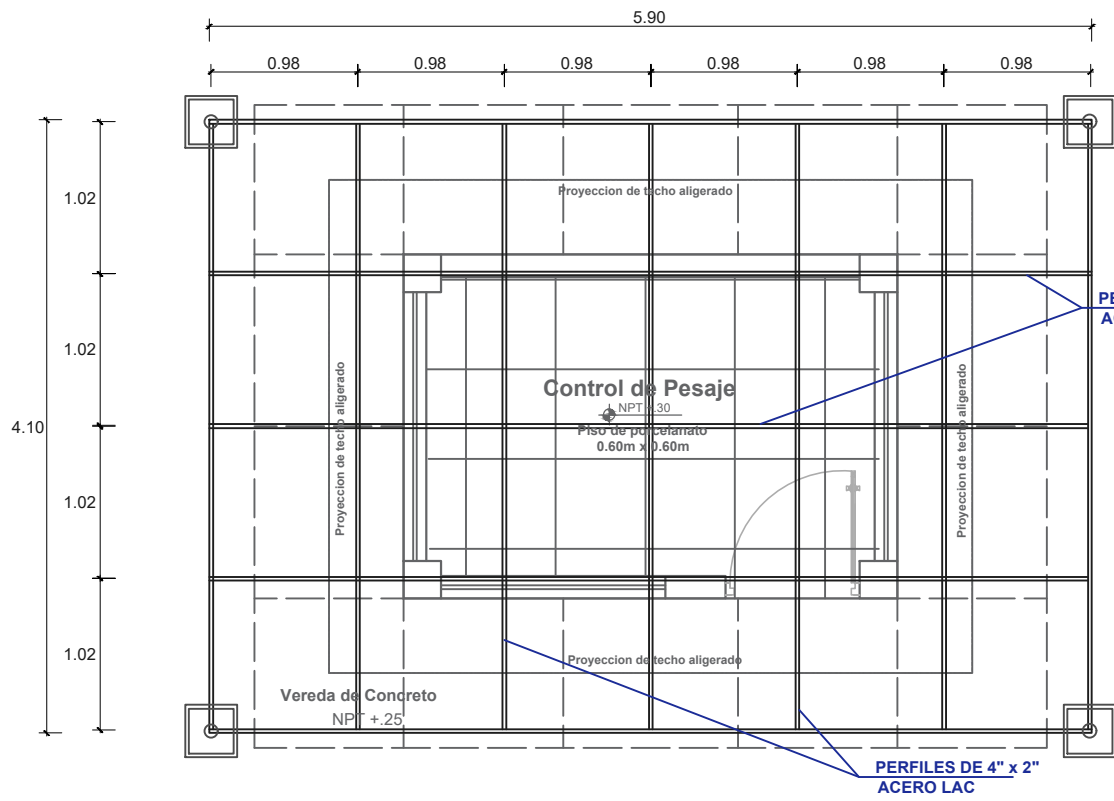 5.90
0.98 0.98 0.98 0.98 0.98 0.98
1.02
1.02
4.10
1.02
1.02
Proyeccion de techo aligerado
Proyeccion de techo aligerado
Proyeccion de techo aligerado
Control de Pesaje
NPT +.30
Piso de porcelanato
0.60m x 0.60m
Proyeccion de techo aligerado
Vereda de Concreto
NPT +.25
PERFILES DE 4" x 2"
ACERO LAC